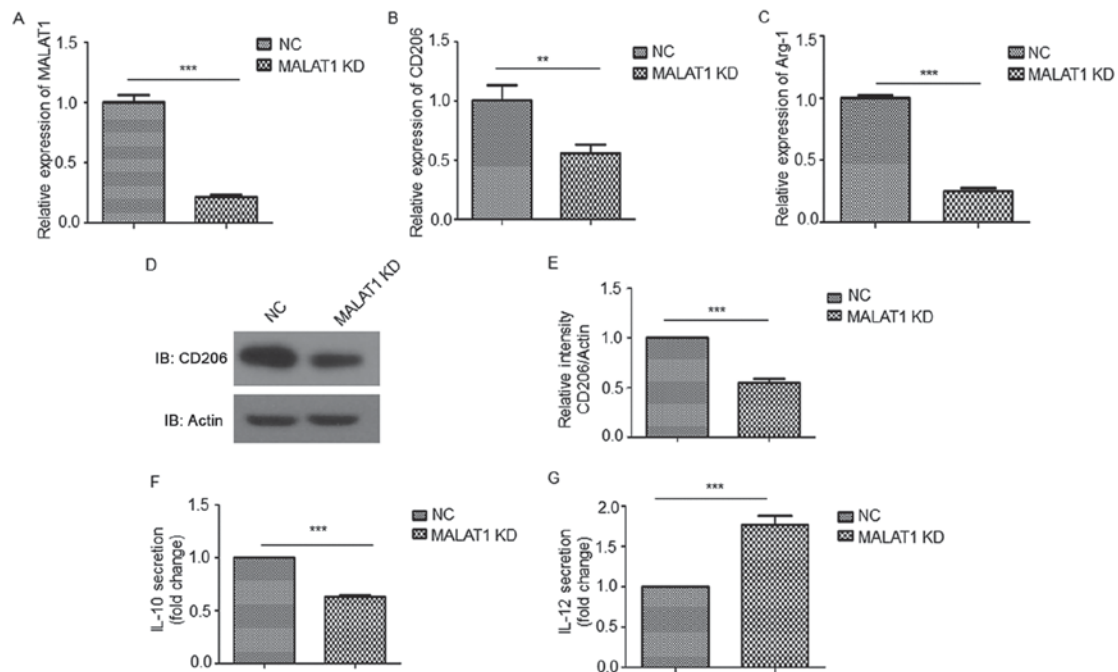 A
Relative expression of MALAT1
1.5
1.0
0.5
0.0
***
NC
MALAT1 KD
B
Relative expression of CD206
1.5
1.0
0.5
0.0
**
NC
MALAT1 KD
C
Relative expression of Arg-1
1.5
1.0
0.5
0.0
***
NC
MALAT1 KD
D
NC
MALAT1 KD
IB: CD206
IB: Actin
E
Relative intensity
CD206/Actin
1.5
1.0
0.5
0.0
***
NC
MALAT1 KD
F
IL-10 secretion
(fold change)
1.5
1.0
0.5
0.0
***
NC
MALAT1 KD
G
IL-12 secretion
(fold change)
2.0
1.5
1.0
0.5
0.0
***
NC
MALAT1 KD